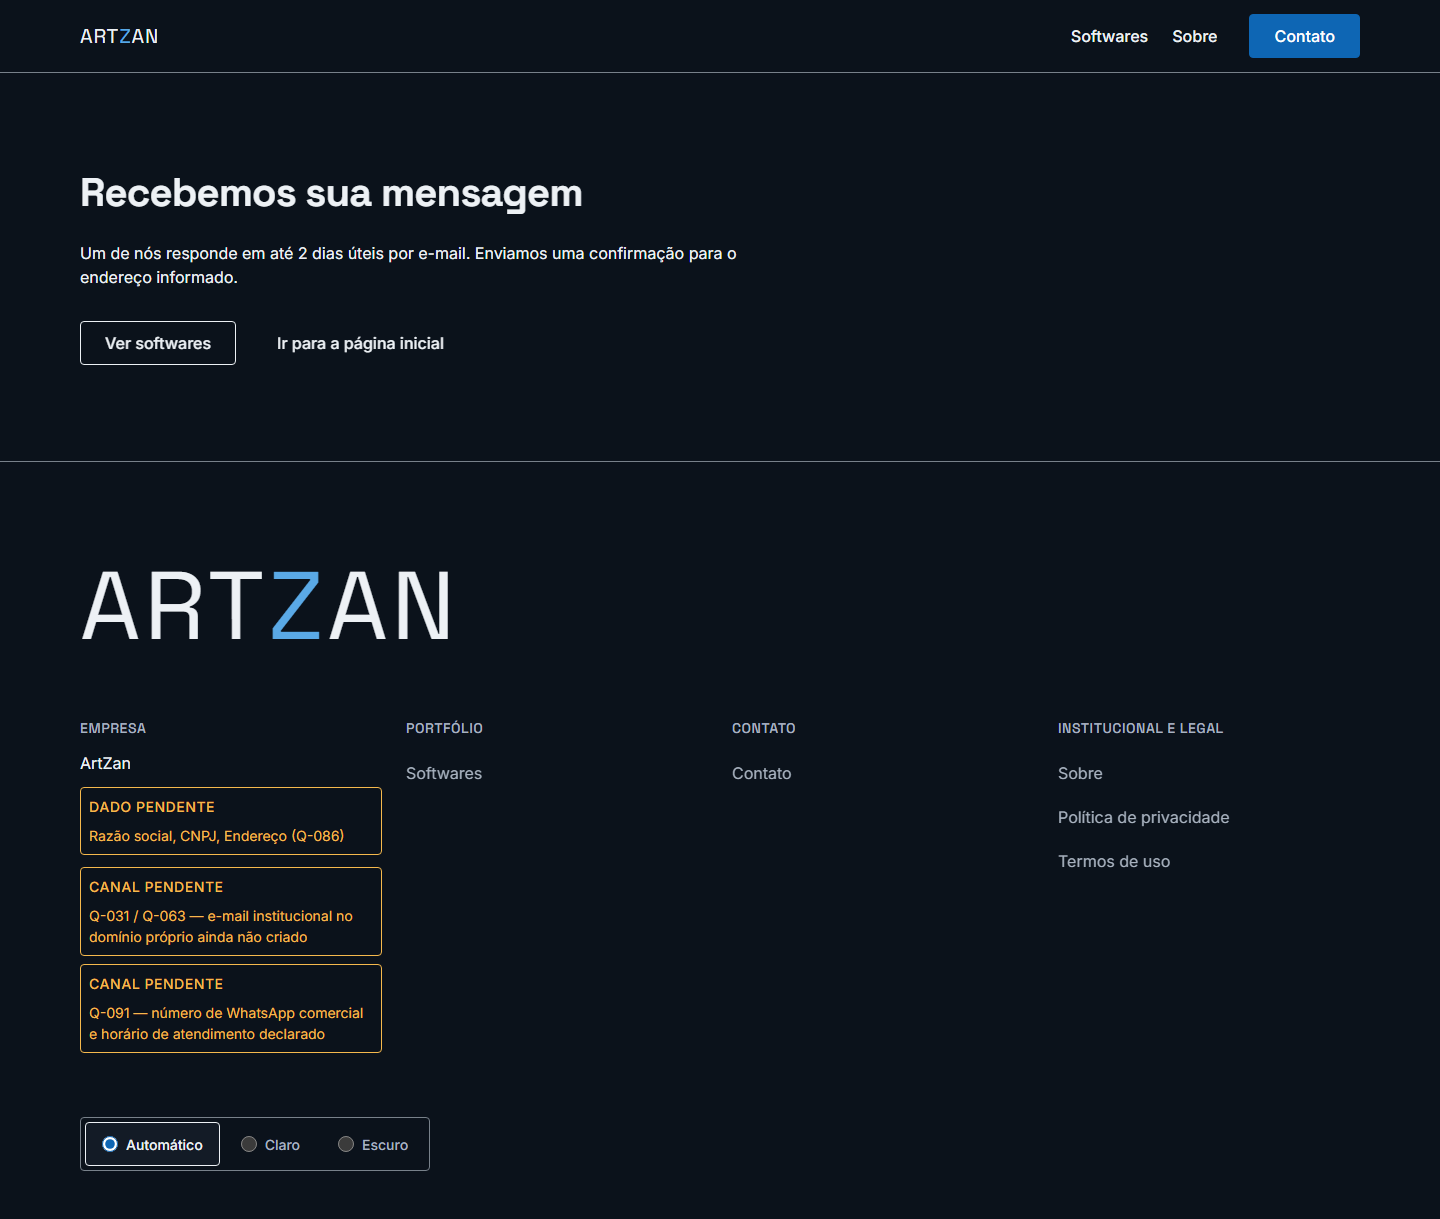 ARTZAN
Softwares
Sobre
Contato
Recebemos sua mensagem
Um de nós responde em até 2 dias úteis por e-mail. Enviamos uma confirmação para o
endereço informado.
Ver softwares
Ir para a página inicial
ARTZAN
EMPRESA
ArtZan
DADO PENDENTE
Razão social, CNPJ, Endereço (Q-086)
CANAL PENDENTE
Q-031 / Q-063 — e-mail institucional no
domínio próprio ainda não criado
CANAL PENDENTE
Q-091 — número de WhatsApp comercial
e horário de atendimento declarado
PORTFÓLIO
Softwares
CONTATO
Contato
INSTITUCIONAL E LEGAL
Sobre
Política de privacidade
Termos de uso
Automático
Claro
Escuro